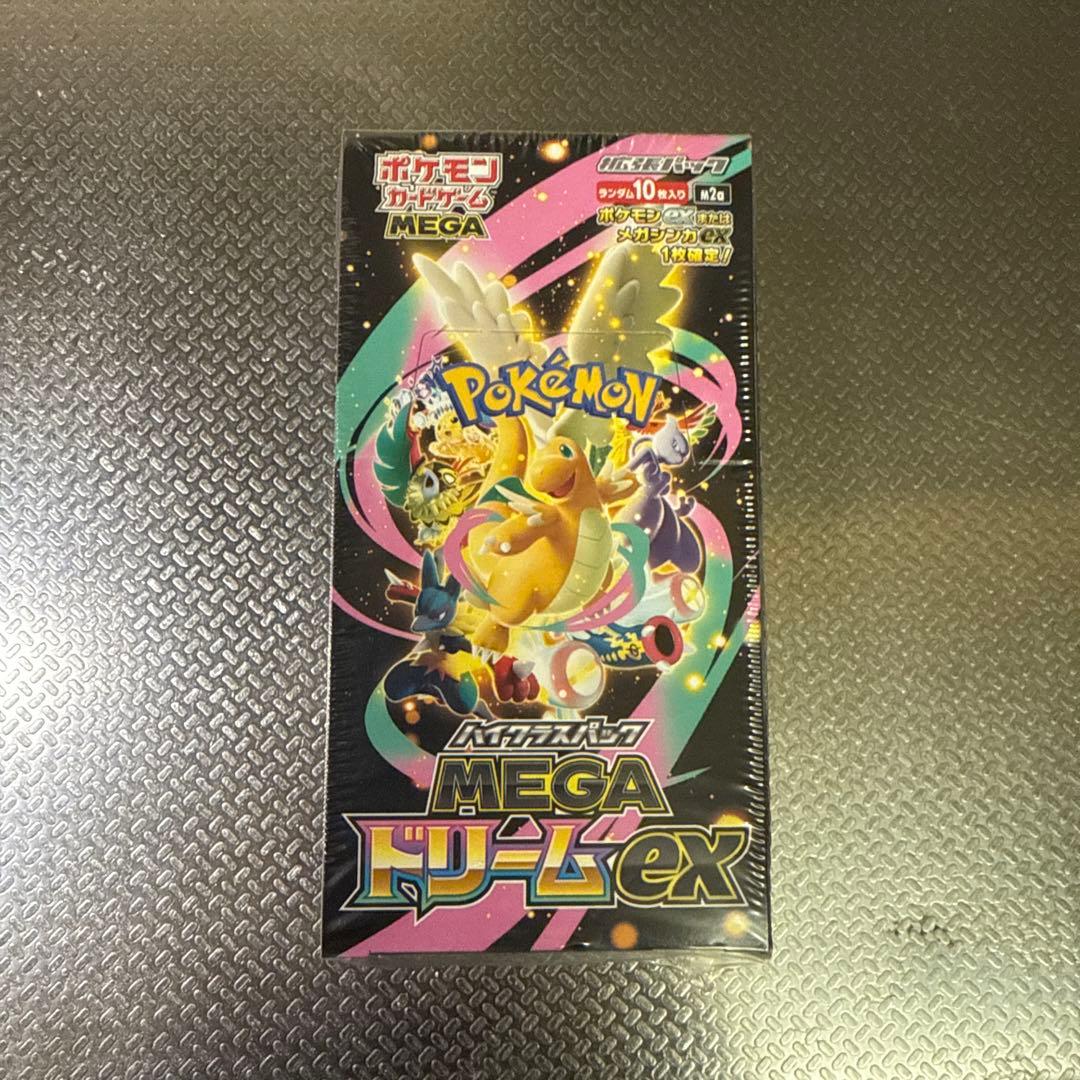 ポケモン
カードゲーム
MEGA
拡張パック
ランダム10枚入り
M2a
ポケモンexまたは
メガシンカex
1枚確定!
POKéMON
ハイクラスパック
MEGA
ドリームex